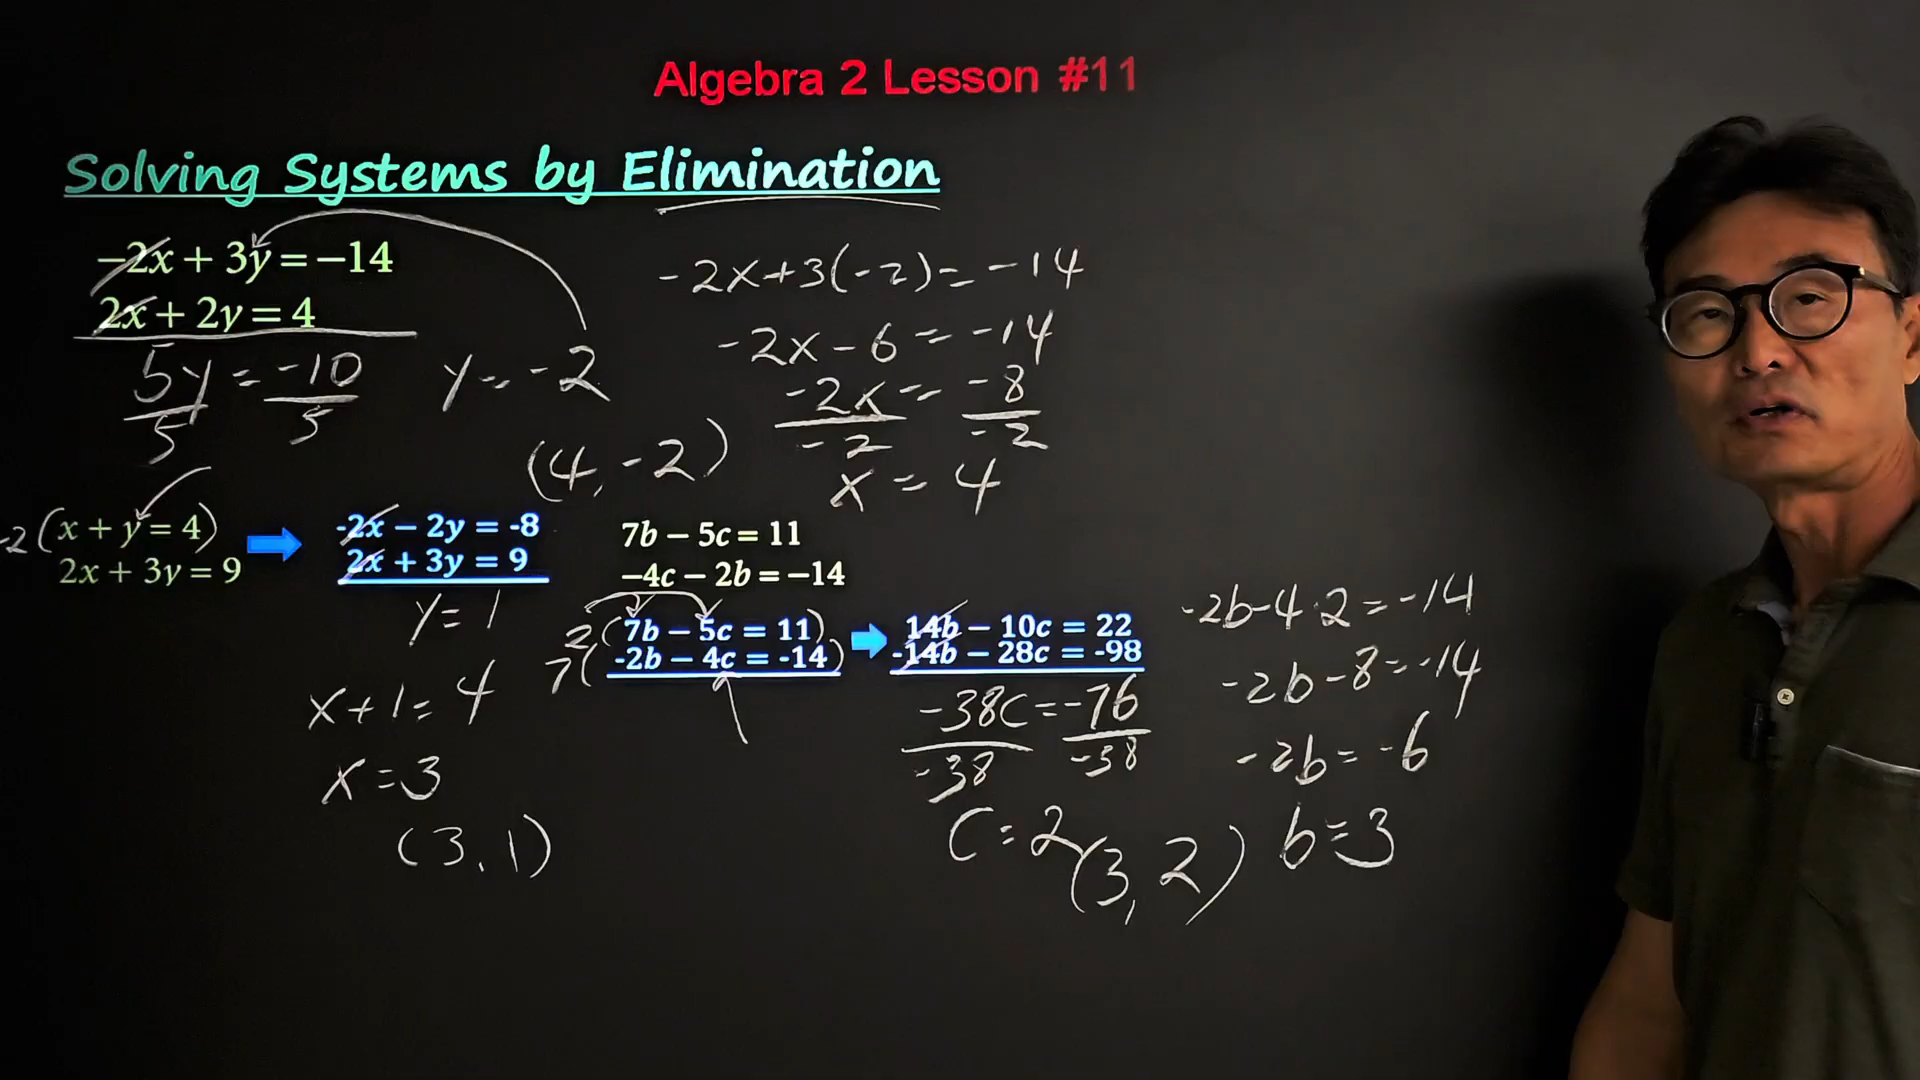 Algebra 2 Lesson #11
Solving Systems by Elimination
-2x + 3y = -14
2x + 2y = 4
5y = -10
5 5
y = -2
-2x+3(-2) = -14
-2x - 6 = -14
-2x = -8
-2 -2
x = 4
(4, -2)
-2(x + y = 4)
2x + 3y = 9
-2x - 2y = -8
2x + 3y = 9
y = 1
x + 1 = 4
x = 3
(3, 1)
7b - 5c = 11
-4c - 2b = -14
2(7b - 5c = 11)
7(-2b - 4c = -14)
14b - 10c = 22
-14b - 28c = -98
-38c = -76
-38 -38
c = 2
-2b - 4·2 = -14
-2b - 8 = -14
-2b = -6
b = 3
(3, 2)